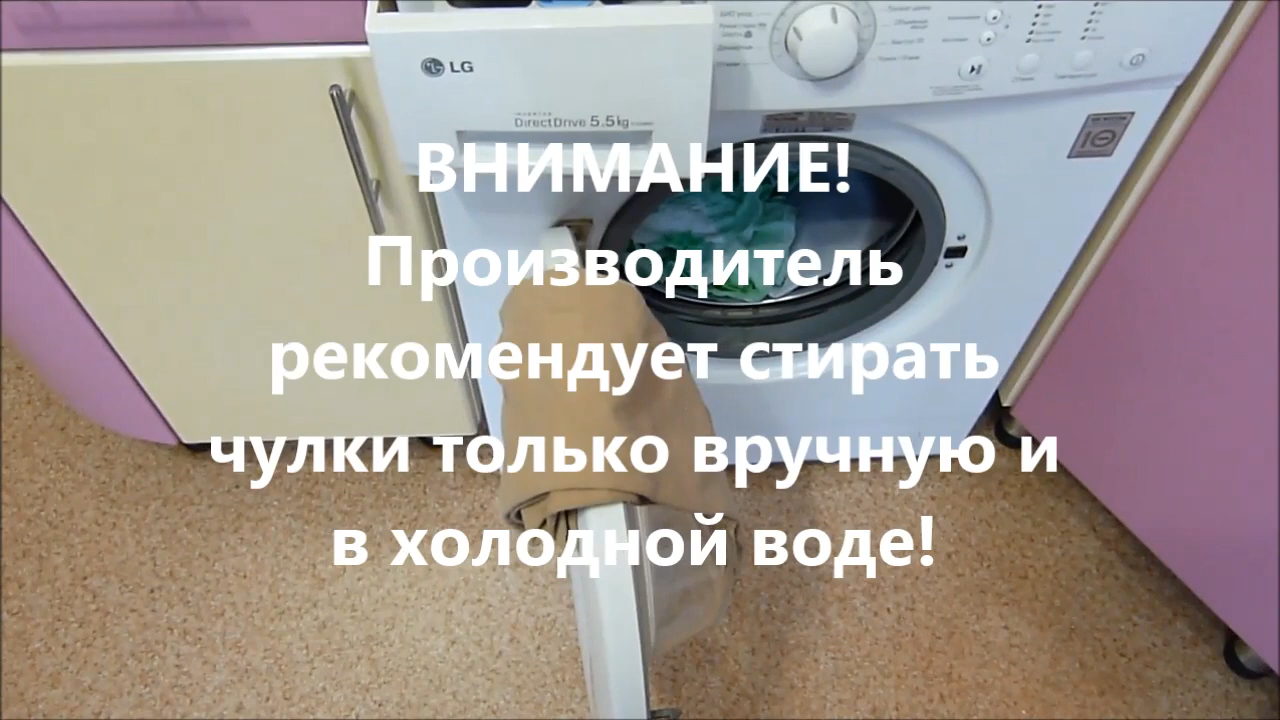 LG
DirectDrive 5.5kg
ВНИМАНИЕ!
Производитель
рекомендует стирать
чулки только вручную и
в холодной воде!